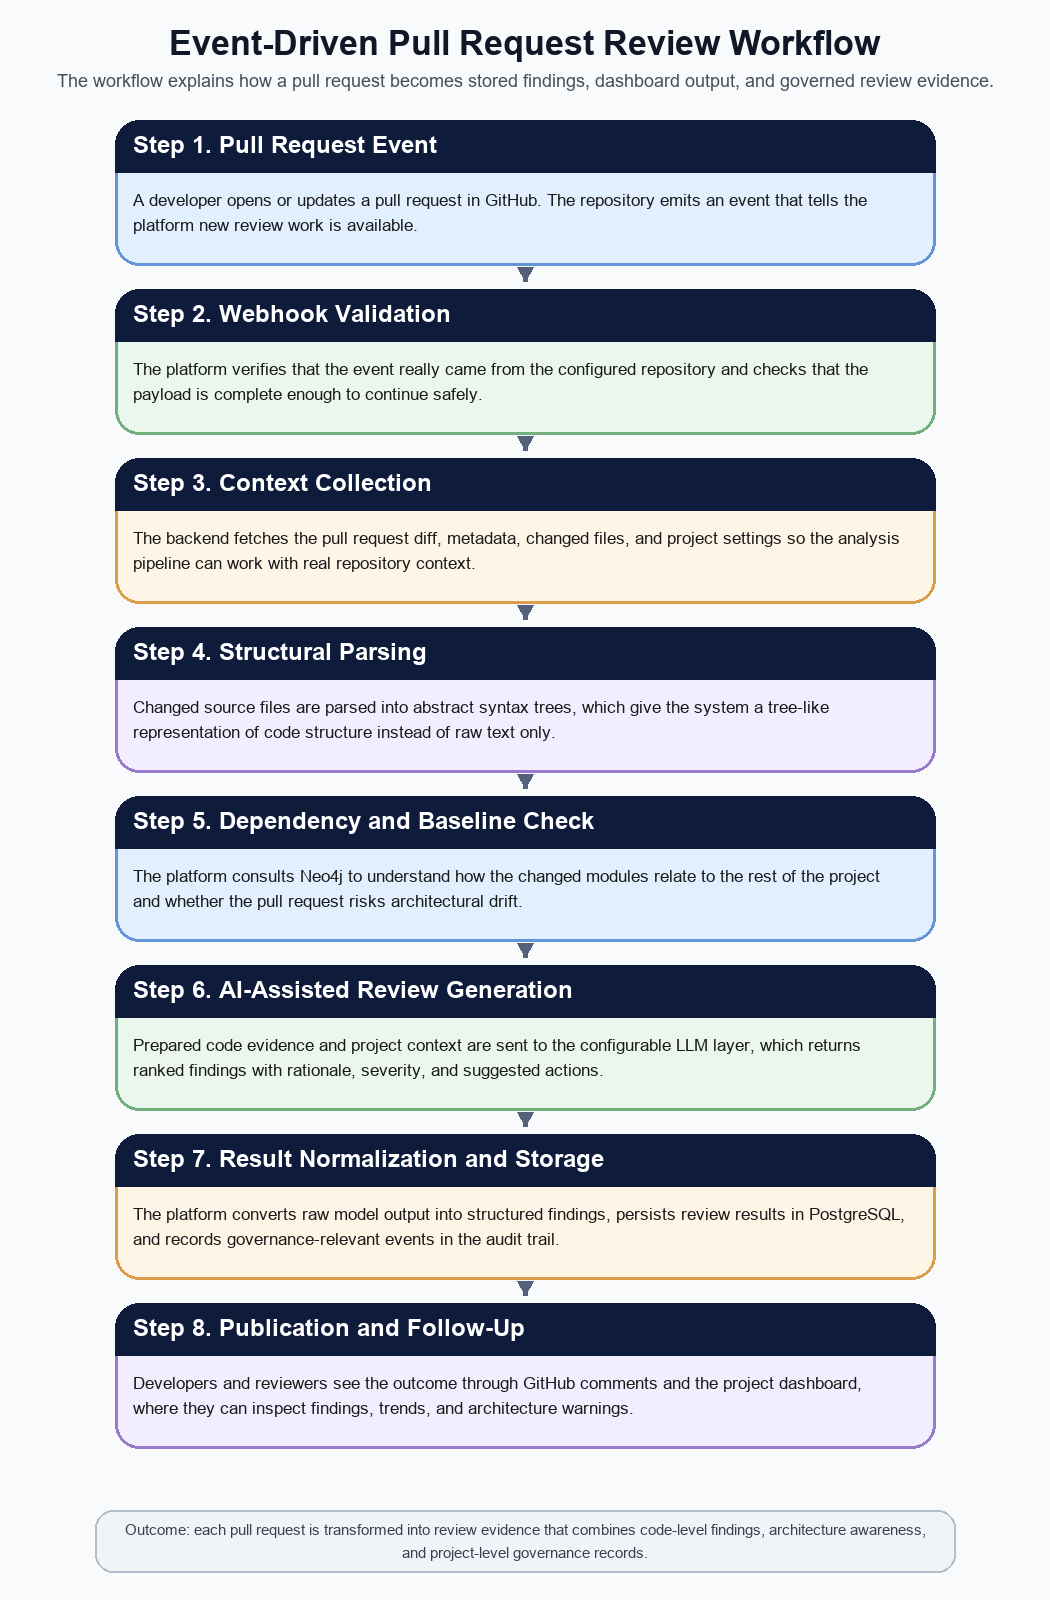 Event-Driven Pull Request Review Workflow
The workflow explains how a pull request becomes stored findings, dashboard output, and governed review evidence.
Step 1. Pull Request Event
A developer opens or updates a pull request in GitHub. The repository emits an event that tells the
platform new review work is available.
Step 2. Webhook Validation
The platform verifies that the event really came from the configured repository and checks that the
payload is complete enough to continue safely.
Step 3. Context Collection
The backend fetches the pull request diff, metadata, changed files, and project settings so the analysis
pipeline can work with real repository context.
Step 4. Structural Parsing
Changed source files are parsed into abstract syntax trees, which give the system a tree-like
representation of code structure instead of raw text only.
Step 5. Dependency and Baseline Check
The platform consults Neo4j to understand how the changed modules relate to the rest of the project
and whether the pull request risks architectural drift.
Step 6. AI-Assisted Review Generation
Prepared code evidence and project context are sent to the configurable LLM layer, which returns
ranked findings with rationale, severity, and suggested actions.
Step 7. Result Normalization and Storage
The platform converts raw model output into structured findings, persists review results in PostgreSQL,
and records governance-relevant events in the audit trail.
Step 8. Publication and Follow-Up
Developers and reviewers see the outcome through GitHub comments and the project dashboard,
where they can inspect findings, trends, and architecture warnings.
Outcome: each pull request is transformed into review evidence that combines code-level findings, architecture awareness,
and project-level governance records.